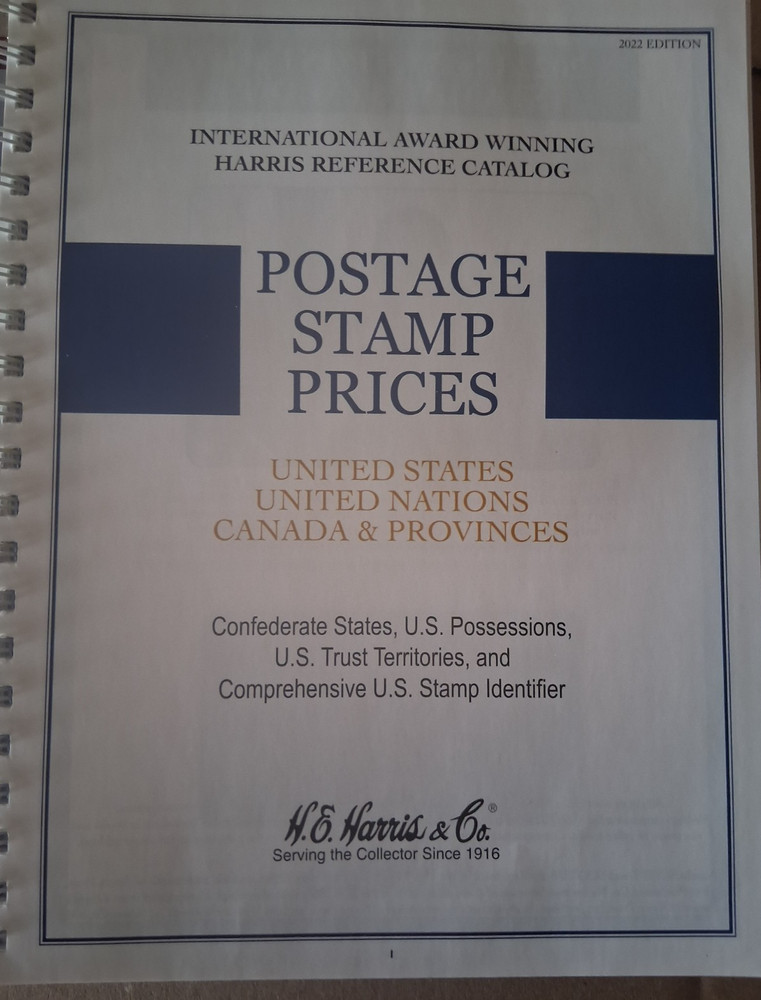 2022 EDITION
INTERNATIONAL AWARD WINNING
HARRIS REFERENCE CATALOG
POSTAGE
STAMP
PRICES
UNITED STATES
UNITED NATIONS
CANADA & PROVINCES
Confederate States, U.S. Possessions,
U.S. Trust Territories, and
Comprehensive U.S. Stamp Identifier
H.E. Harris & Co.®
Serving the Collector Since 1916
I